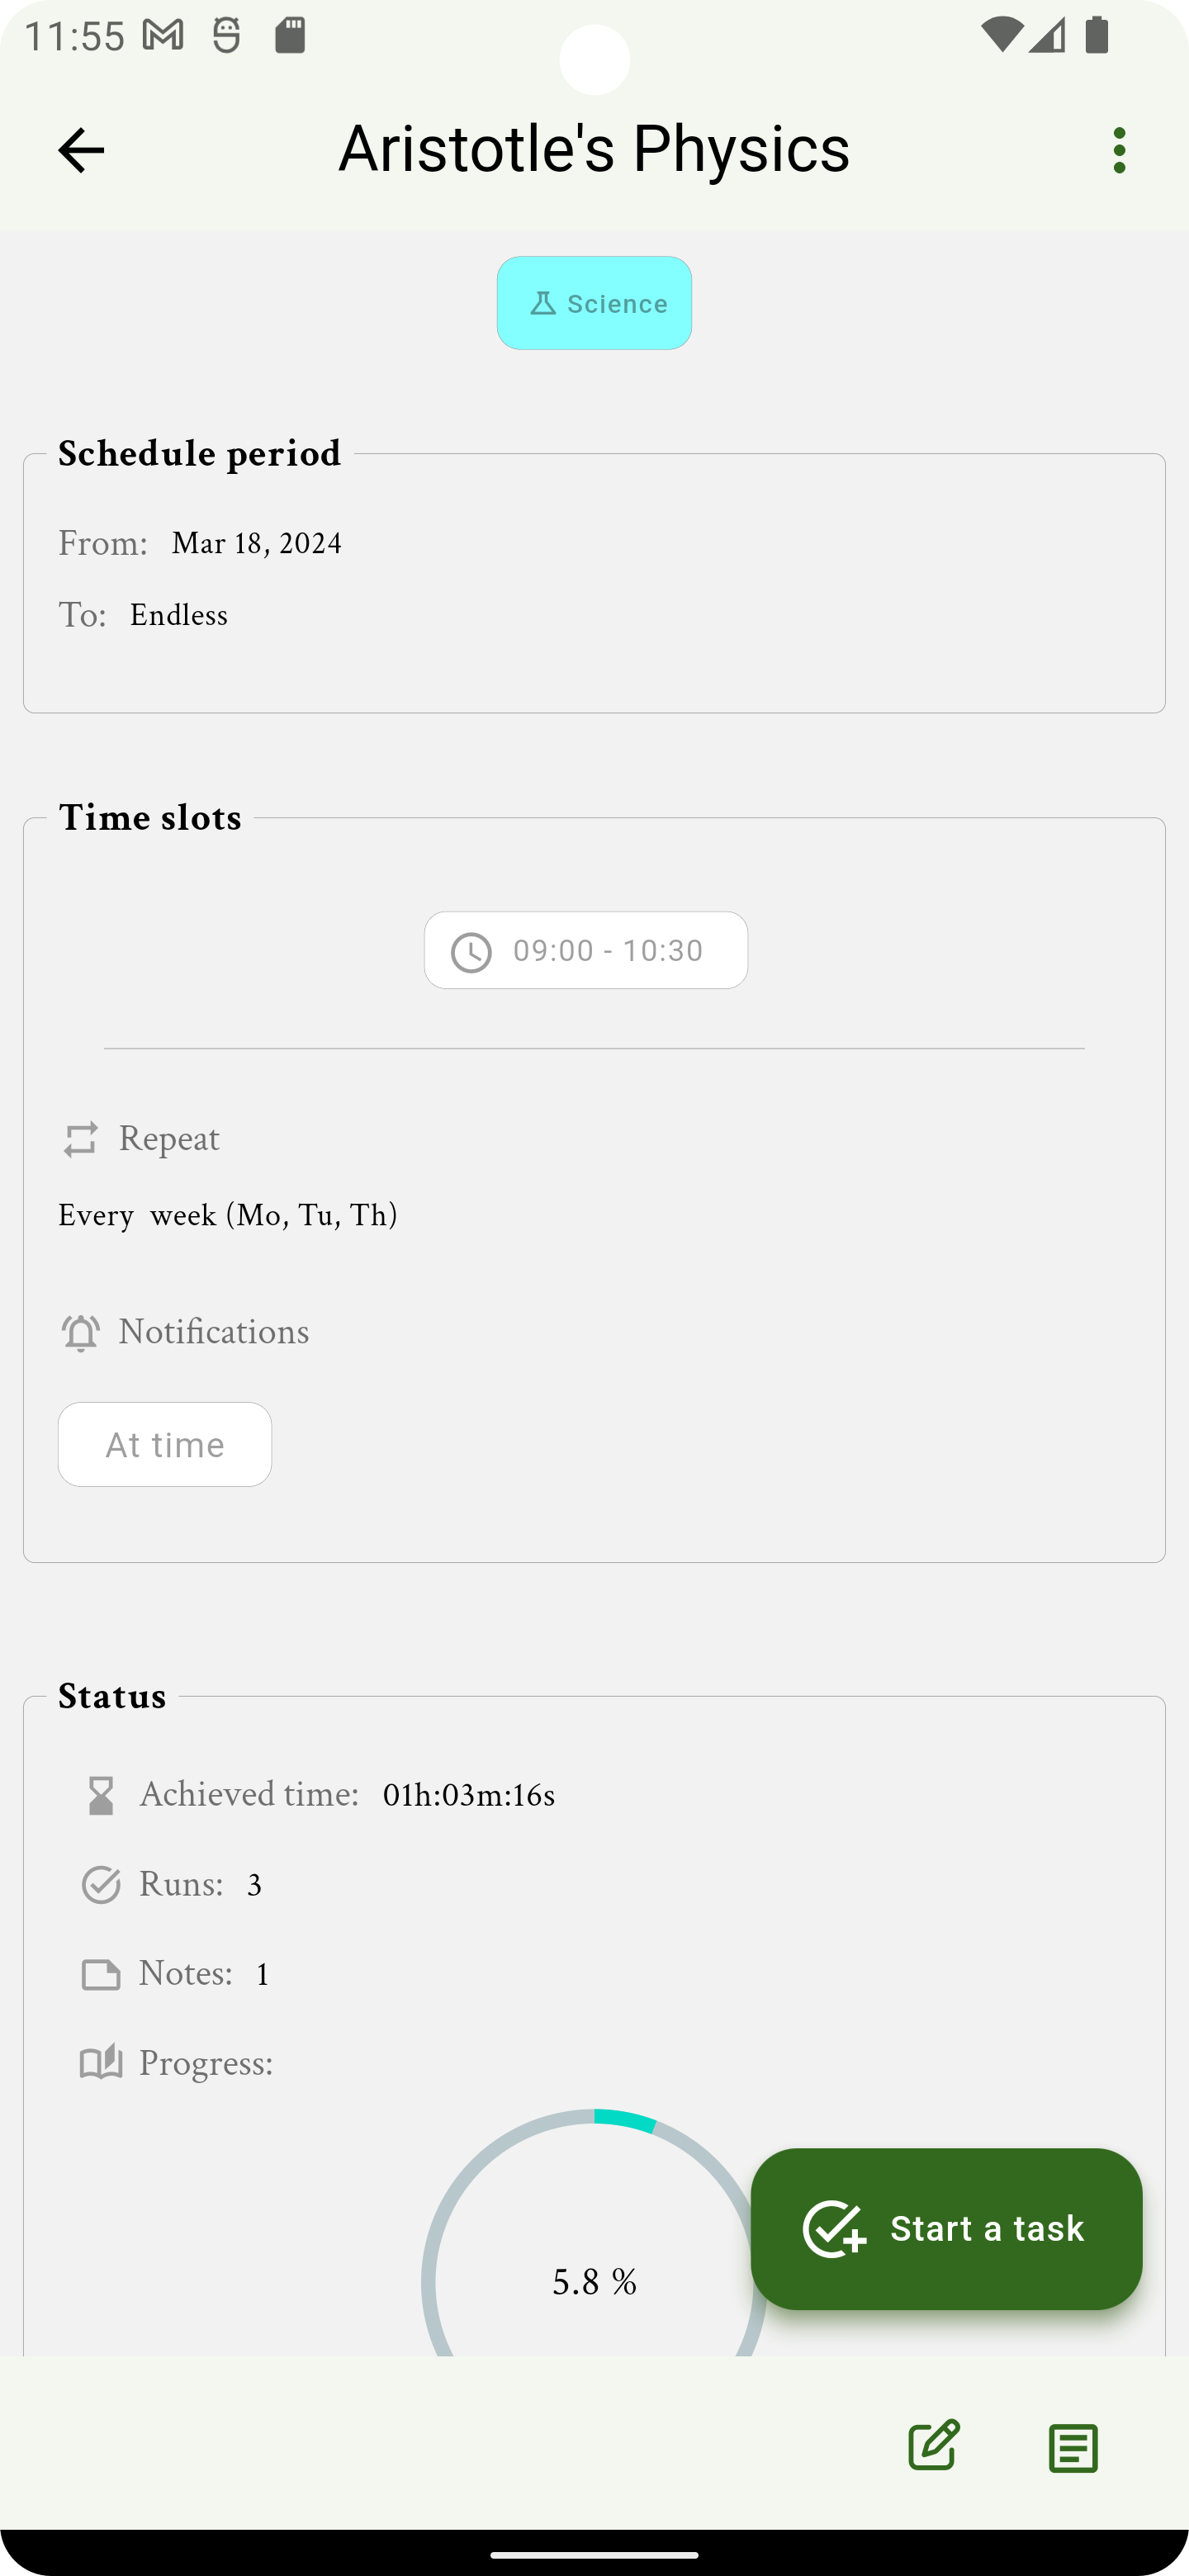 11:55
Aristotle's Physics
Science
Schedule period
From: Mar 18, 2024
To: Endless
Time slots
09:00 - 10:30
Repeat
Every week (Mo, Tu, Th)
Notifications
At time
Status
Achieved time: 01h:03m:16s
Runs: 3
Notes: 1
Progress:
5.8 %
Start a task